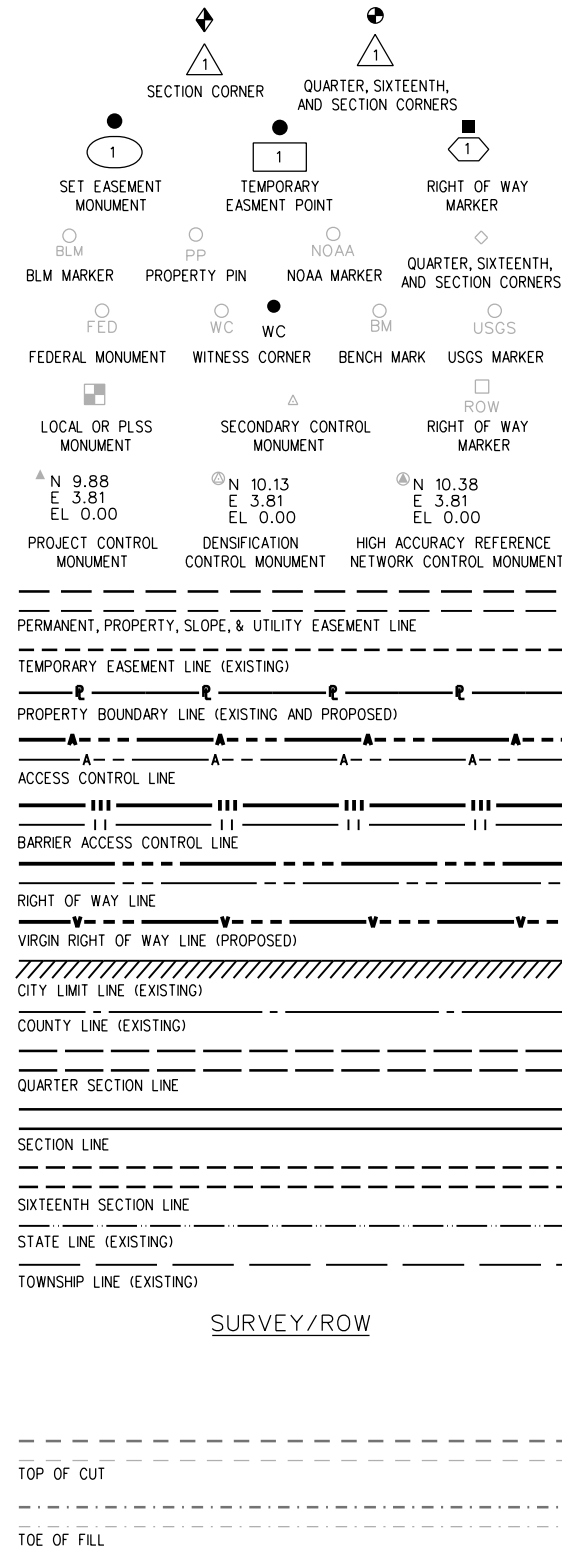 1
1
SECTION CORNER
QUARTER, SIXTEENTH,
AND SECTION CORNERS
1
1
1
SET EASEMENT
MONUMENT
TEMPORARY
EASMENT POINT
RIGHT OF WAY
MARKER
BLM
PP
NOAA
BLM MARKER
PROPERTY PIN
NOAA MARKER
QUARTER, SIXTEENTH,
AND SECTION CORNERS
FED
WC
WC
BM
USGS
FEDERAL MONUMENT
WITNESS CORNER
BENCH MARK
USGS MARKER
ROW
LOCAL OR PLSS
MONUMENT
SECONDARY CONTROL
MONUMENT
RIGHT OF WAY
MARKER
N 9.88
E 3.81
EL 0.00
N 10.13
E 3.81
EL 0.00
N 10.38
E 3.81
EL 0.00
PROJECT CONTROL
MONUMENT
DENSIFICATION
CONTROL MONUMENT
HIGH ACCURACY REFERENCE
NETWORK CONTROL MONUMENT
PERMANENT, PROPERTY, SLOPE, & UTILITY EASEMENT LINE
TEMPORARY EASEMENT LINE (EXISTING)
PL PL PL PL
PROPERTY BOUNDARY LINE (EXISTING AND PROPOSED)
A A A A
A A A A
ACCESS CONTROL LINE
BARRIER ACCESS CONTROL LINE
RIGHT OF WAY LINE
V V V V
VIRGIN RIGHT OF WAY LINE (PROPOSED)
CITY LIMIT LINE (EXISTING)
COUNTY LINE (EXISTING)
QUARTER SECTION LINE
SECTION LINE
SIXTEENTH SECTION LINE
STATE LINE (EXISTING)
TOWNSHIP LINE (EXISTING)
SURVEY/ROW
TOP OF CUT
TOE OF FILL